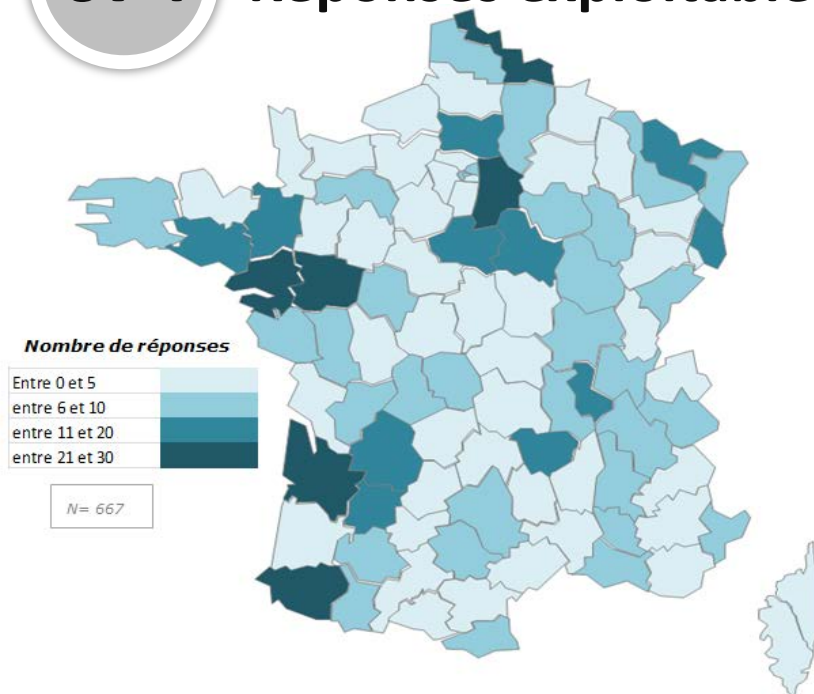 Nombre de réponses
Entre 0 et 5
entre 6 et 10
entre 11 et 20
entre 21 et 30
N= 667